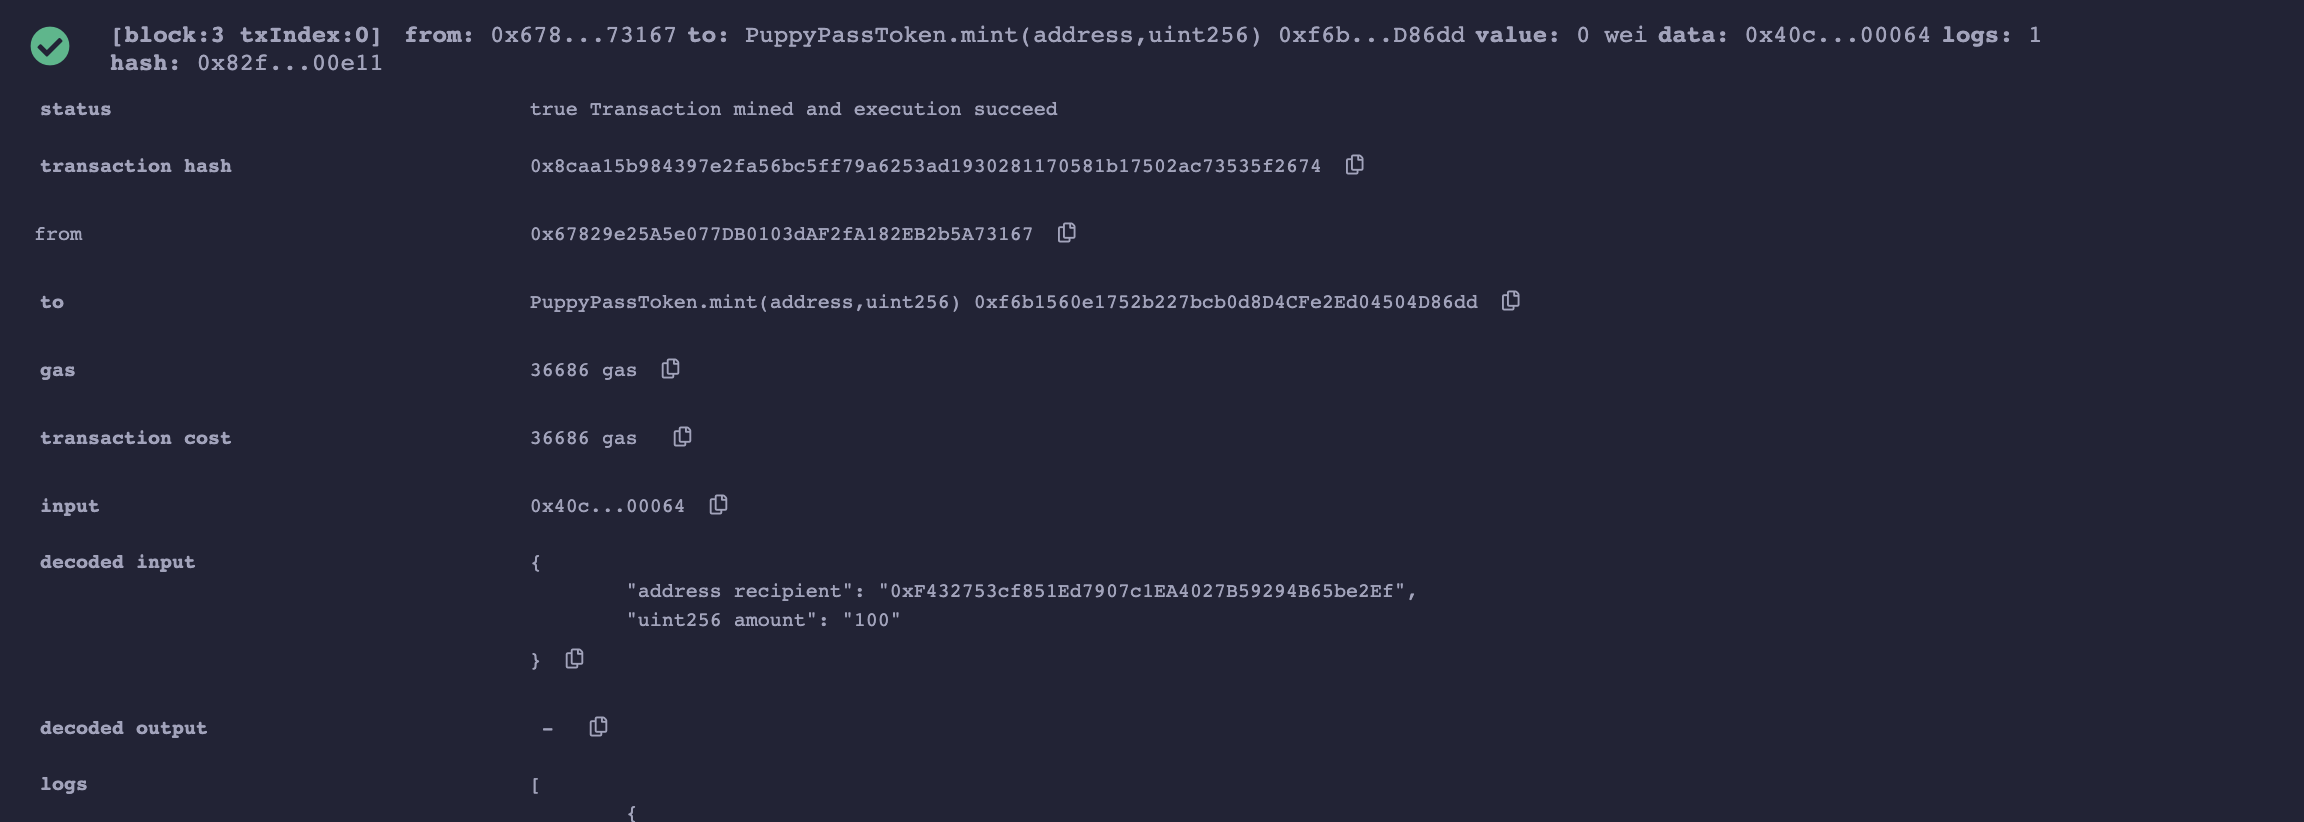 [block:3 txIndex:0] from: 0x678...73167 to: PuppyPassToken.mint(address,uint256) 0xf6b...D86dd value: 0 wei data: 0x40c...00064 logs: 1
hash: 0x82f...00e11
status true Transaction mined and execution succeed
transaction hash 0x8caa15b984397e2fa56bc5ff79a6253ad1930281170581b17502ac73535f2674
from 0x67829e25A5e077DB0103dAF2fA182EB2b5A73167
to PuppyPassToken.mint(address,uint256) 0xf6b1560e1752b227bcb0d8D4CFe2Ed04504D86dd
gas 36686 gas
transaction cost 36686 gas
input 0x40c...00064
decoded input {
"address recipient": "0xF432753cf851Ed7907c1EA4027B59294B65be2Ef",
"uint256 amount": "100"
}
decoded output -
logs [
{